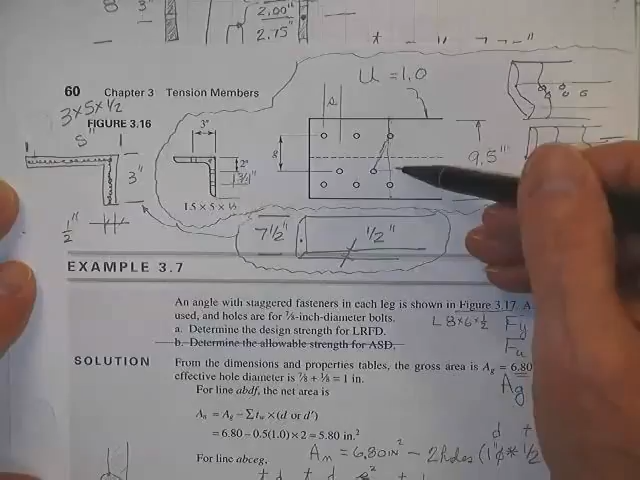 8 3"
2.00"
2.75"
60 Chapter 3 Tension Members
3x5x½
FIGURE 3.16
5"
3"
½"
3"
2"
1.5 × 5 × ½
U = 1.0
s
g
9.5"
7½"
½"
EXAMPLE 3.7
An angle with staggered fasteners in each leg is shown in Figure 3.17. A
used, and holes are for ⅞-inch-diameter bolts.
L8×6×½ Fy
a. Determine the design strength for LRFD.
Fu
b. Determine the allowable strength for ASD.
SOLUTION
From the dimensions and properties tables, the gross area is Ag = 6.80
effective hole diameter is ⅞ + ⅛ = 1 in.
Ag
For line abdf, the net area is
An = Ag − Σtw × (d or d′)
= 6.80 − 0.5(1.0) × 2 = 5.80 in.²
d t
An = 6.80in² − 2holes (1"ϕ * ½
For line abceg,